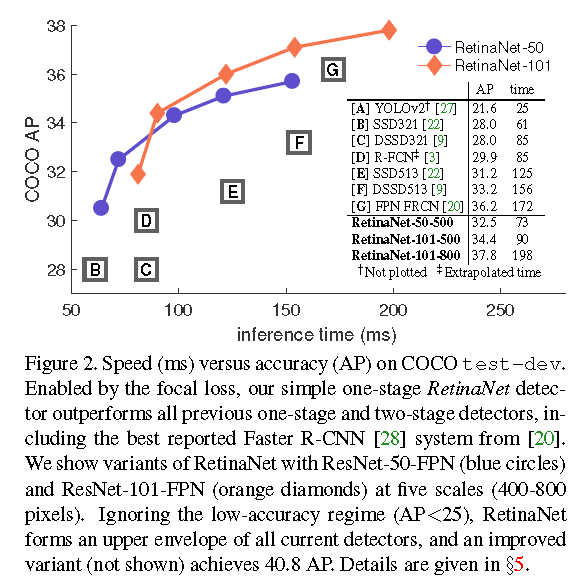 38
36
34
32
30
28
COCO AP
50
100
150
200
250
inference time (ms)
B
C
D
E
F
G
RetinaNet-50
RetinaNet-101
AP time
[A] YOLOv2† [27] 21.6 25
[B] SSD321 [22] 28.0 61
[C] DSSD321 [9] 28.0 85
[D] R-FCN‡ [3] 29.9 85
[E] SSD513 [22] 31.2 125
[F] DSSD513 [9] 33.2 156
[G] FPN FRCN [20] 36.2 172
RetinaNet-50-500 32.5 73
RetinaNet-101-500 34.4 90
RetinaNet-101-800 37.8 198
†Not plotted ‡Extrapolated time
Figure 2. Speed (ms) versus accuracy (AP) on COCO test-dev.
Enabled by the focal loss, our simple one-stage RetinaNet detec-
tor outperforms all previous one-stage and two-stage detectors, in-
cluding the best reported Faster R-CNN [28] system from [20].
We show variants of RetinaNet with ResNet-50-FPN (blue circles)
and ResNet-101-FPN (orange diamonds) at five scales (400-800
pixels). Ignoring the low-accuracy regime (AP<25), RetinaNet
forms an upper envelope of all current detectors, and an improved
variant (not shown) achieves 40.8 AP. Details are given in §5.